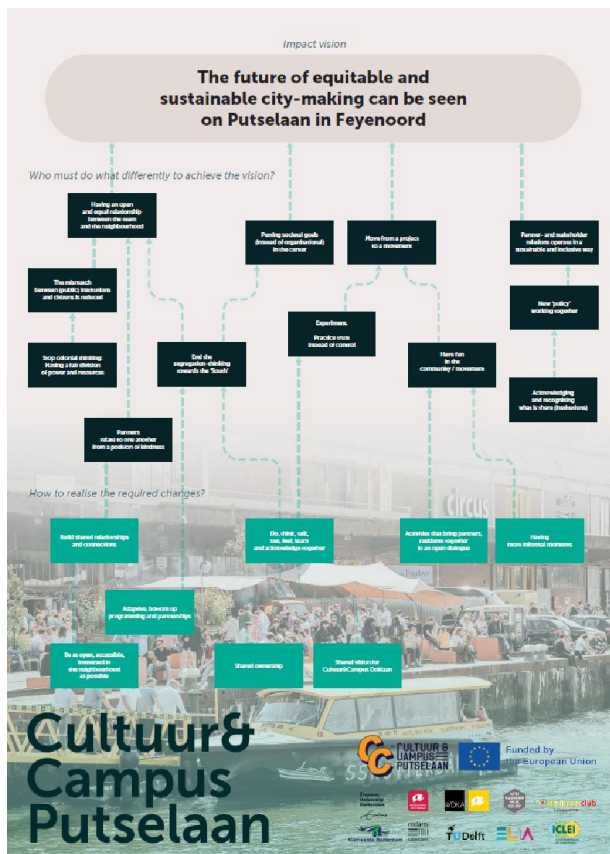 Impact vision
The future of equitable and
sustainable city-making can be seen
on Putselaan in Feyenoord
Who must do what differently to achieve the vision?
Having an open
and equal relationship
between the team
and the neighbourhood
Putting societal goals
(instead of organisational)
in the center
Move from a project
to a movement
Partner- and stakeholder
relations operate in a
sustainable and inclusive way
The mismatch
between (public) institutions
and citizens is reduced
New 'policy'
working together
Experiment.
Practice trust
instead of control
Stop colonial thinking:
Having a fair division
of power and resources
End the
segregation-thinking
towards the 'South'
Have fun
in the
community / movement
Acknowledging
and recognizing
what is there (institutions)
Partners
relate to one another
from a position of kindness
How to realise the required changes?
circus
Build shared relationships
and connections
Do, think, talk,
see, feel, learn
and acknowledge together
Activities that bring partners,
residents together
in an open dialogue
Having
more informal moments
Adaptive, bottom up
programming and partnerships
Be as open, accessible,
immersed in
the neighbourhood
as possible
Shared ownership
Shared vision for
Cultuur&Campus
Cultuur&
Campus
Putselaan
CULTUUR &
CAMPUS
PUTSELAAN
Funded by
the European Union
Erasmus
University
Rotterdam
Erasmus
WDKA
club.
Gemeente Rotterdam
codarts
TUDelft
ELIA
ICLEI